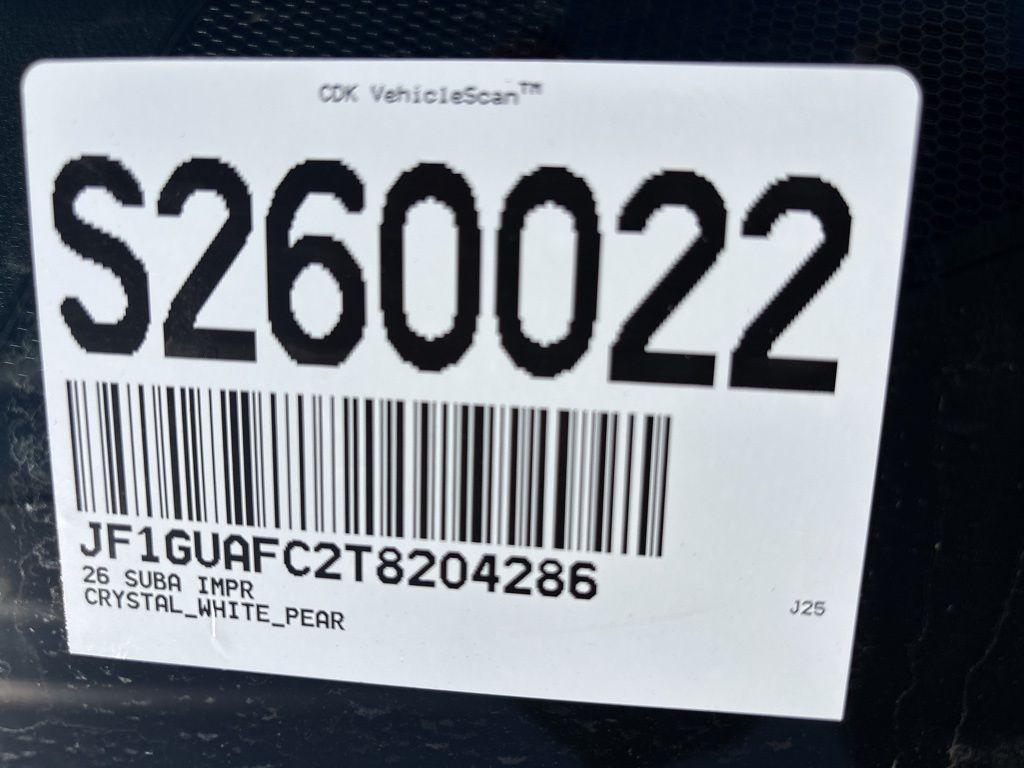 CDK VehicleScan™
S260022
JF1GUAFC2T8204286
26 SUBA IMPR
CRYSTAL_WHITE_PEAR
J25